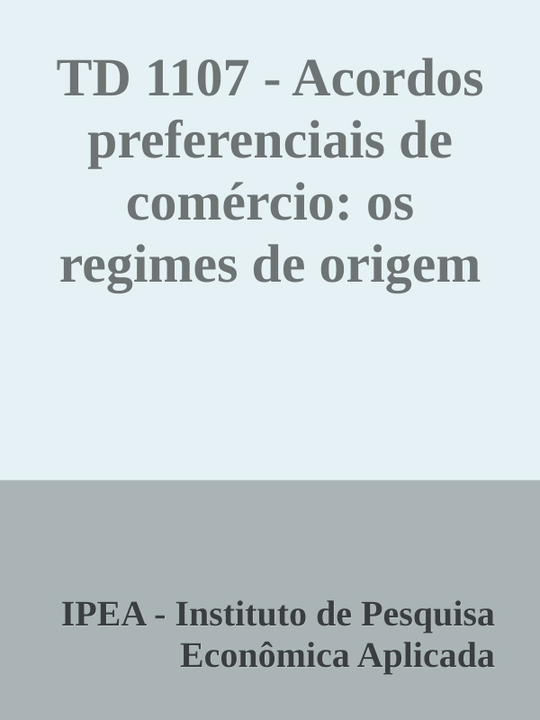 TD 1107 - Acordos
preferenciais de
comércio: os
regimes de origem
IPEA - Instituto de Pesquisa
Econômica Aplicada